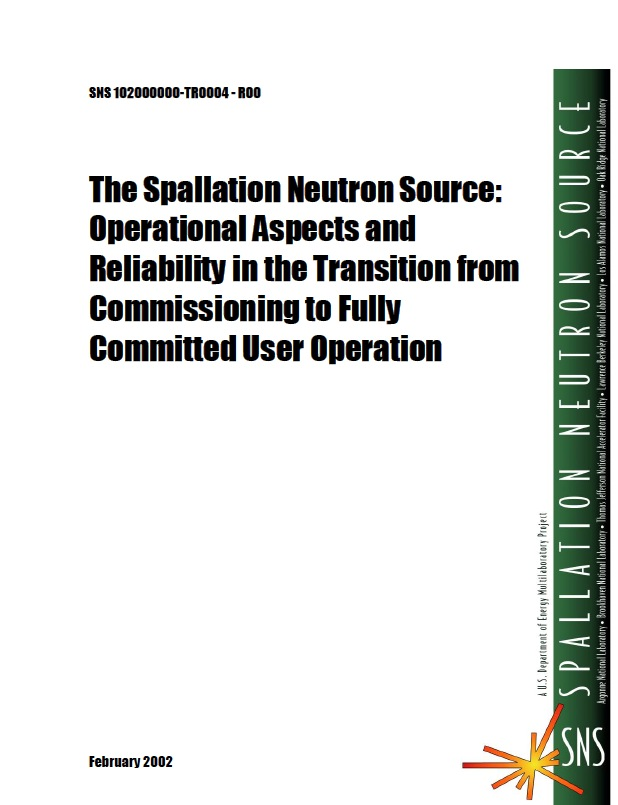 SNS 102000000-TR0004 - R00
The Spallation Neutron Source:
Operational Aspects and
Reliability in the Transition from
Commissioning to Fully
Committed User Operation
February 2002
A U.S. Department of Energy Multilaboratory Project
SPALLATION NEUTRON SOURCE
Argonne National Laboratory • Brookhaven National Laboratory • Thomas Jefferson National Accelerator Facility • Lawrence Berkeley National Laboratory • Los Alamos National Laboratory • Oak Ridge National Laboratory
SNS